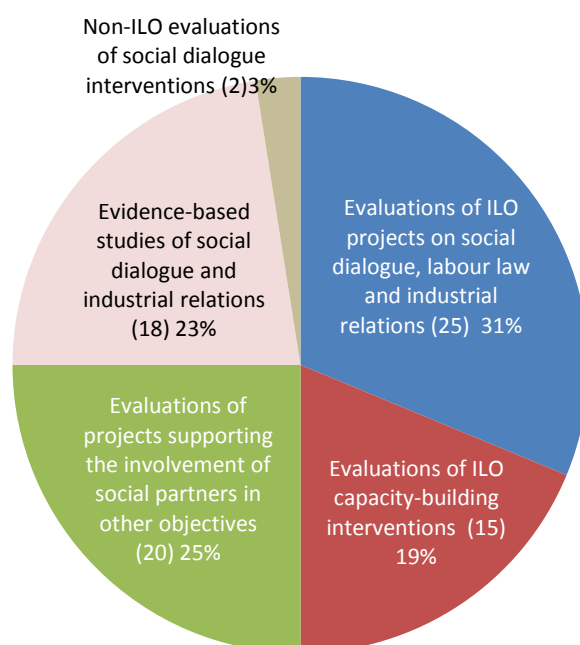 Non-ILO evaluations
of social dialogue
interventions (2)3%
Evaluations of ILO
projects on social
dialogue, labour law
and industrial
relations (25)  31%
Evidence-based
studies of social
dialogue and
industrial relations
(18) 23%
Evaluations of
projects supporting
the involvement of
social partners in
other objectives
(20) 25%
Evaluations of ILO
capacity-building
interventions  (15)
19%